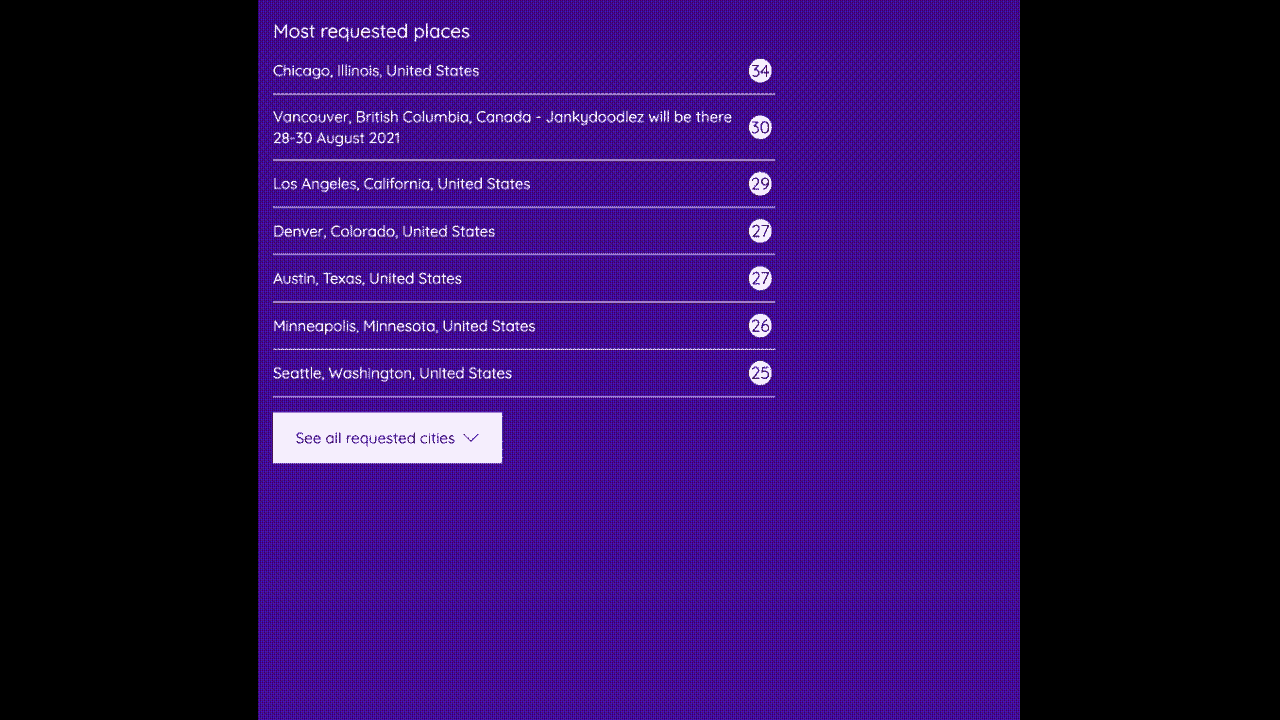 Most requested places
Chicago, Illinois, United States 34
Vancouver, British Columbia, Canada - Jankydoodlez will be there
28-30 August 2021 30
Los Angeles, California, United States 29
Denver, Colorado, United States 27
Austin, Texas, United States 27
Minneapolis, Minnesota, United States 26
Seattle, Washington, United States 25
See all requested cities